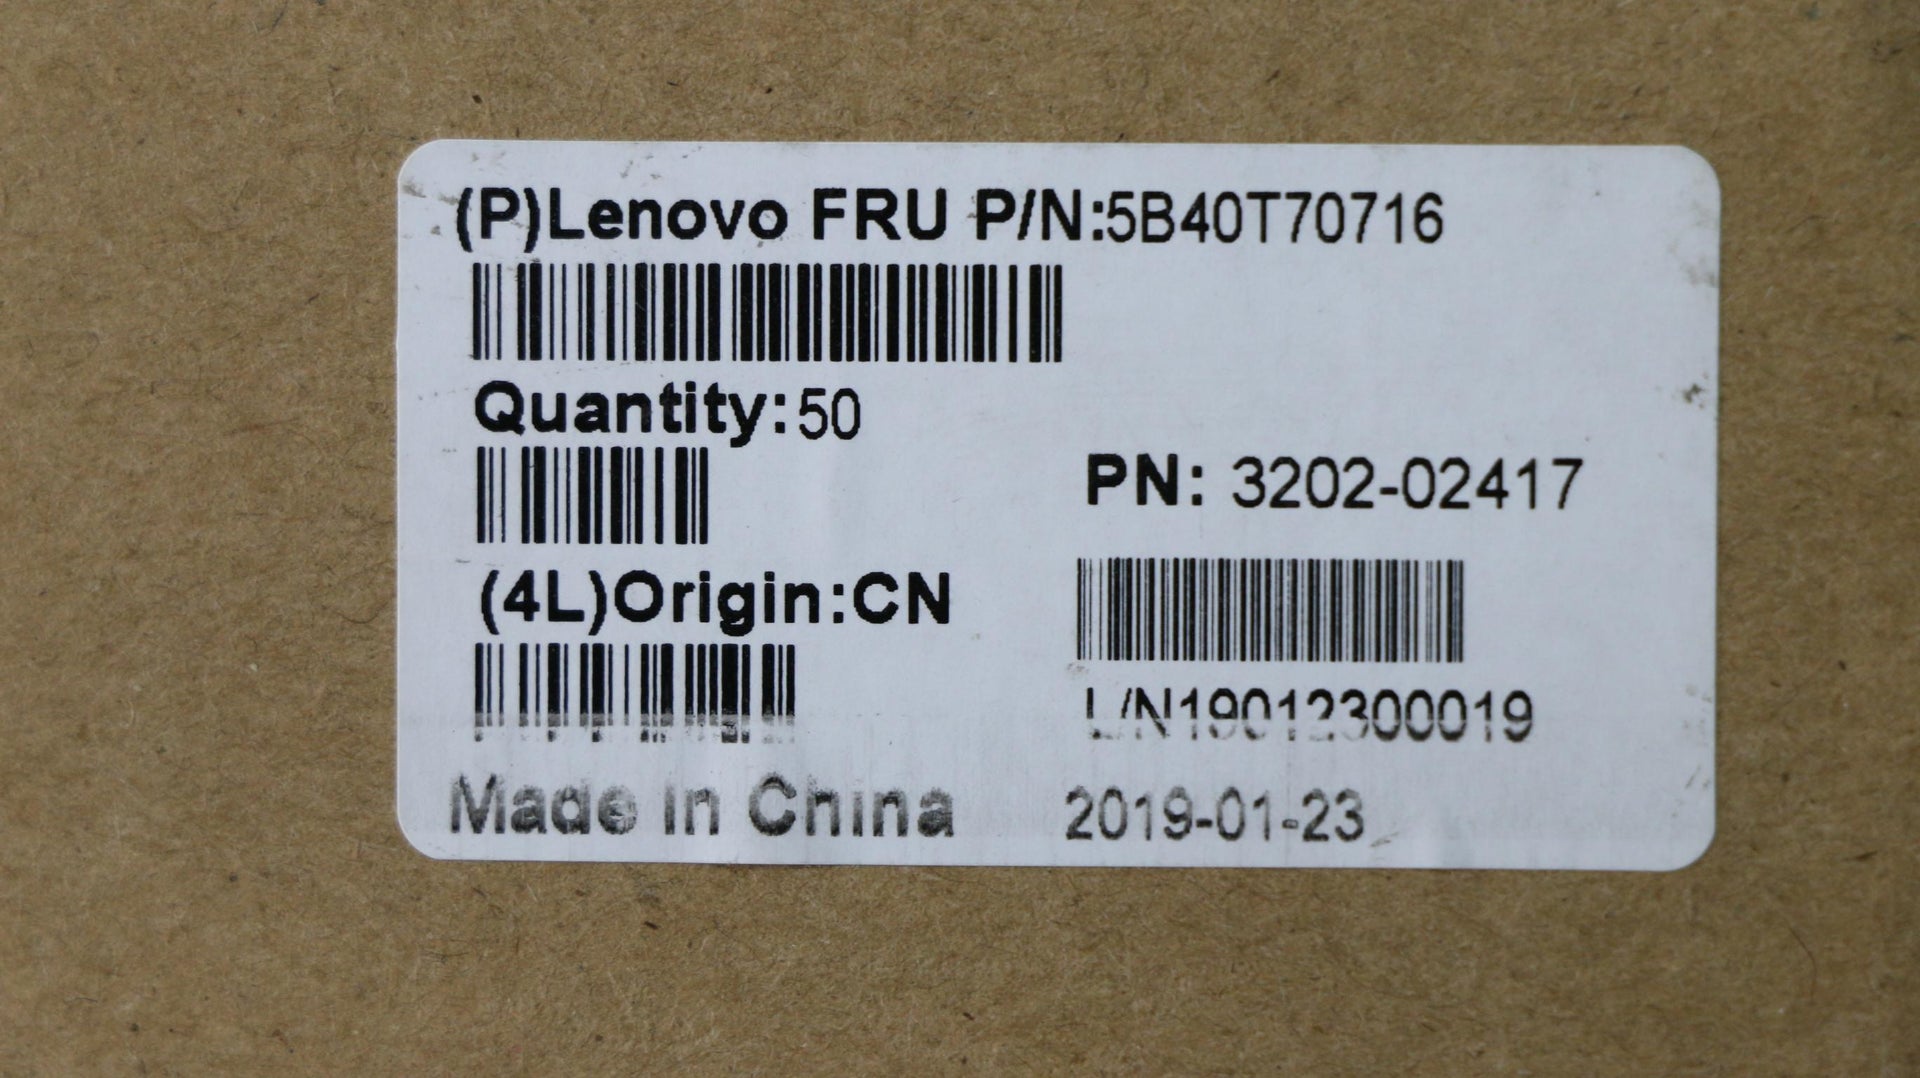 (P)Lenovo FRU P/N:5B40T70716
Quantity:50
PN: 3202-02417
(4L)Origin:CN
L/N19012300019
Made in China
2019-01-23